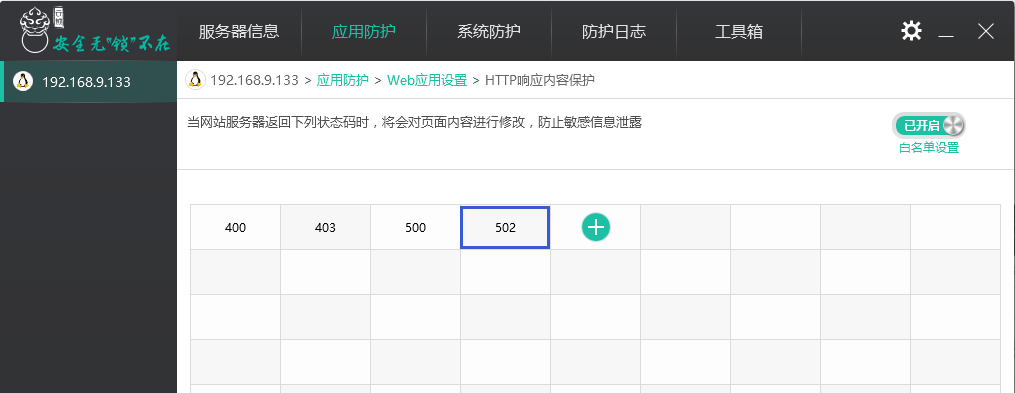 安全无“锁”不在
服务器信息 应用防护 系统防护 防护日志 工具箱
192.168.9.133
192.168.9.133 > 应用防护 > Web应用设置 > HTTP响应内容保护
当网站服务器返回下列状态码时，将会对页面内容进行修改，防止敏感信息泄露
已开启
白名单设置
400 403 500 502